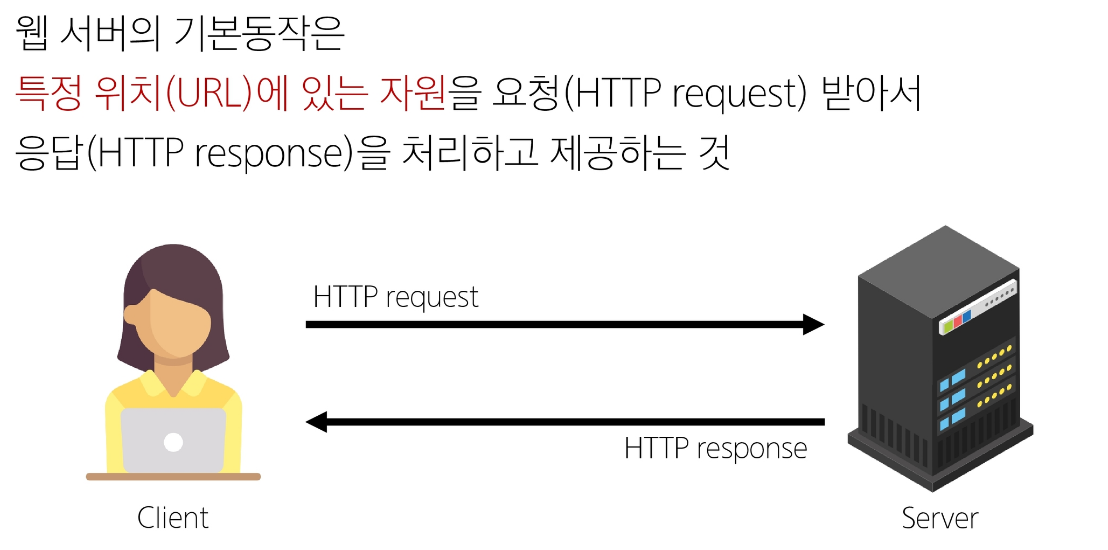 웹 서버의 기본동작은
특정 위치(URL)에 있는 자원을 요청(HTTP request) 받아서
응답(HTTP response)을 처리하고 제공하는 것
HTTP request
HTTP response
Client
Server